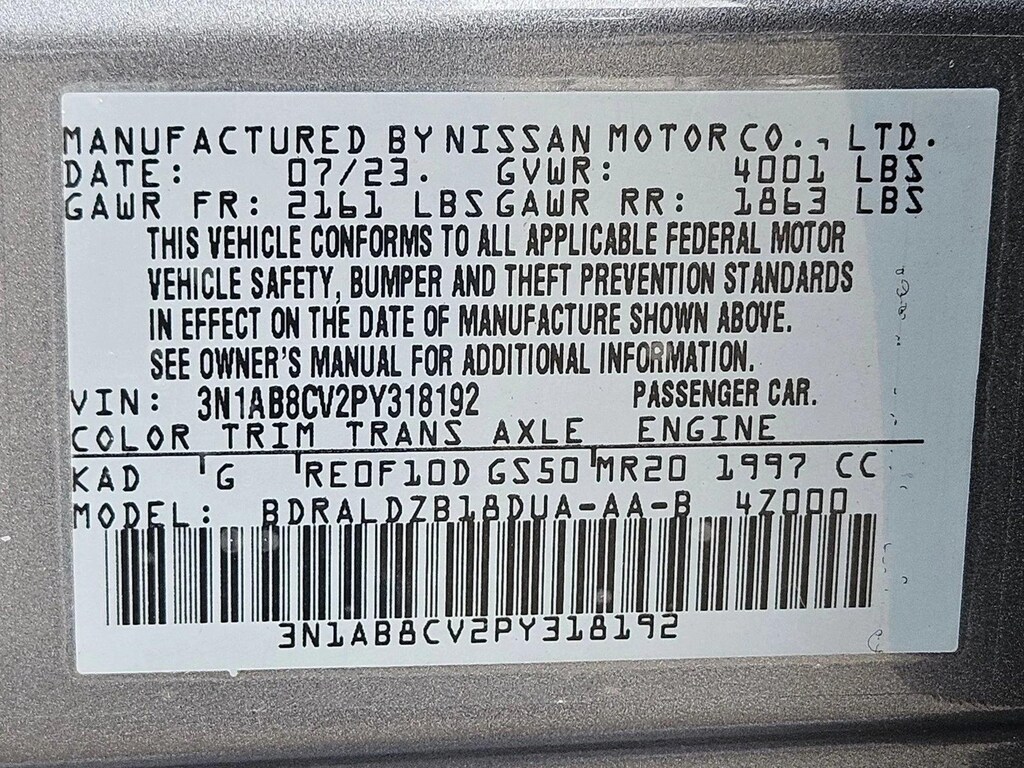 MANUFACTURED BY NISSAN MOTOR CO., LTD.
DATE: 07/23. GVWR: 4001 LBS
GAWR FR: 2161 LBS GAWR RR: 1863 LBS
THIS VEHICLE CONFORMS TO ALL APPLICABLE FEDERAL MOTOR
VEHICLE SAFETY, BUMPER AND THEFT PREVENTION STANDARDS
IN EFFECT ON THE DATE OF MANUFACTURE SHOWN ABOVE.
SEE OWNER'S MANUAL FOR ADDITIONAL INFORMATION.
VIN: 3N1AB8CV2PY318192 PASSENGER CAR.
COLOR TRIM TRANS AXLE ENGINE
KAD G RE0F10D GS50 MR20 1997 CC
MODEL: BDRALDZB18DUA-AA-B 4Z000
3N1AB8CV2PY318192